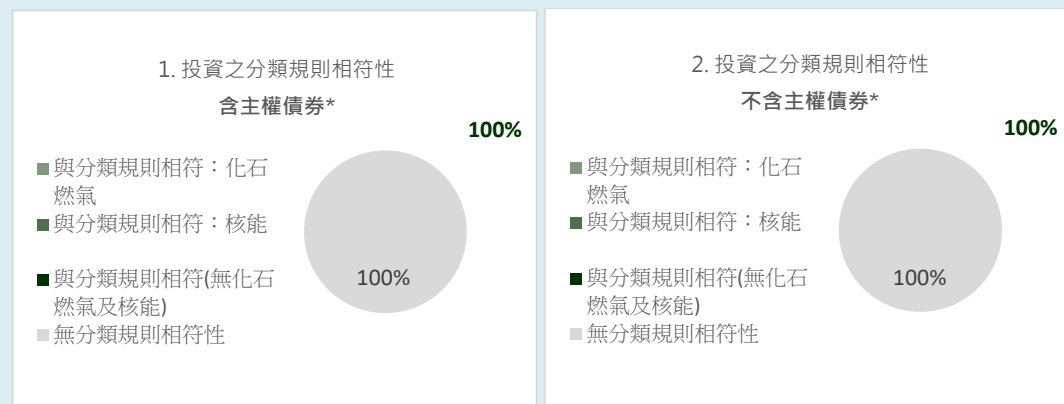 1. 投資之分類規則相符性
含主權債券*
100%
與分類規則相符：化石
燃氣
與分類規則相符：核能
與分類規則相符(無化石
燃氣及核能)
無分類規則相符性
100%
2. 投資之分類規則相符性
不含主權債券*
100%
與分類規則相符：化石
燃氣
與分類規則相符：核能
與分類規則相符(無化石
燃氣及核能)
無分類規則相符性
100%